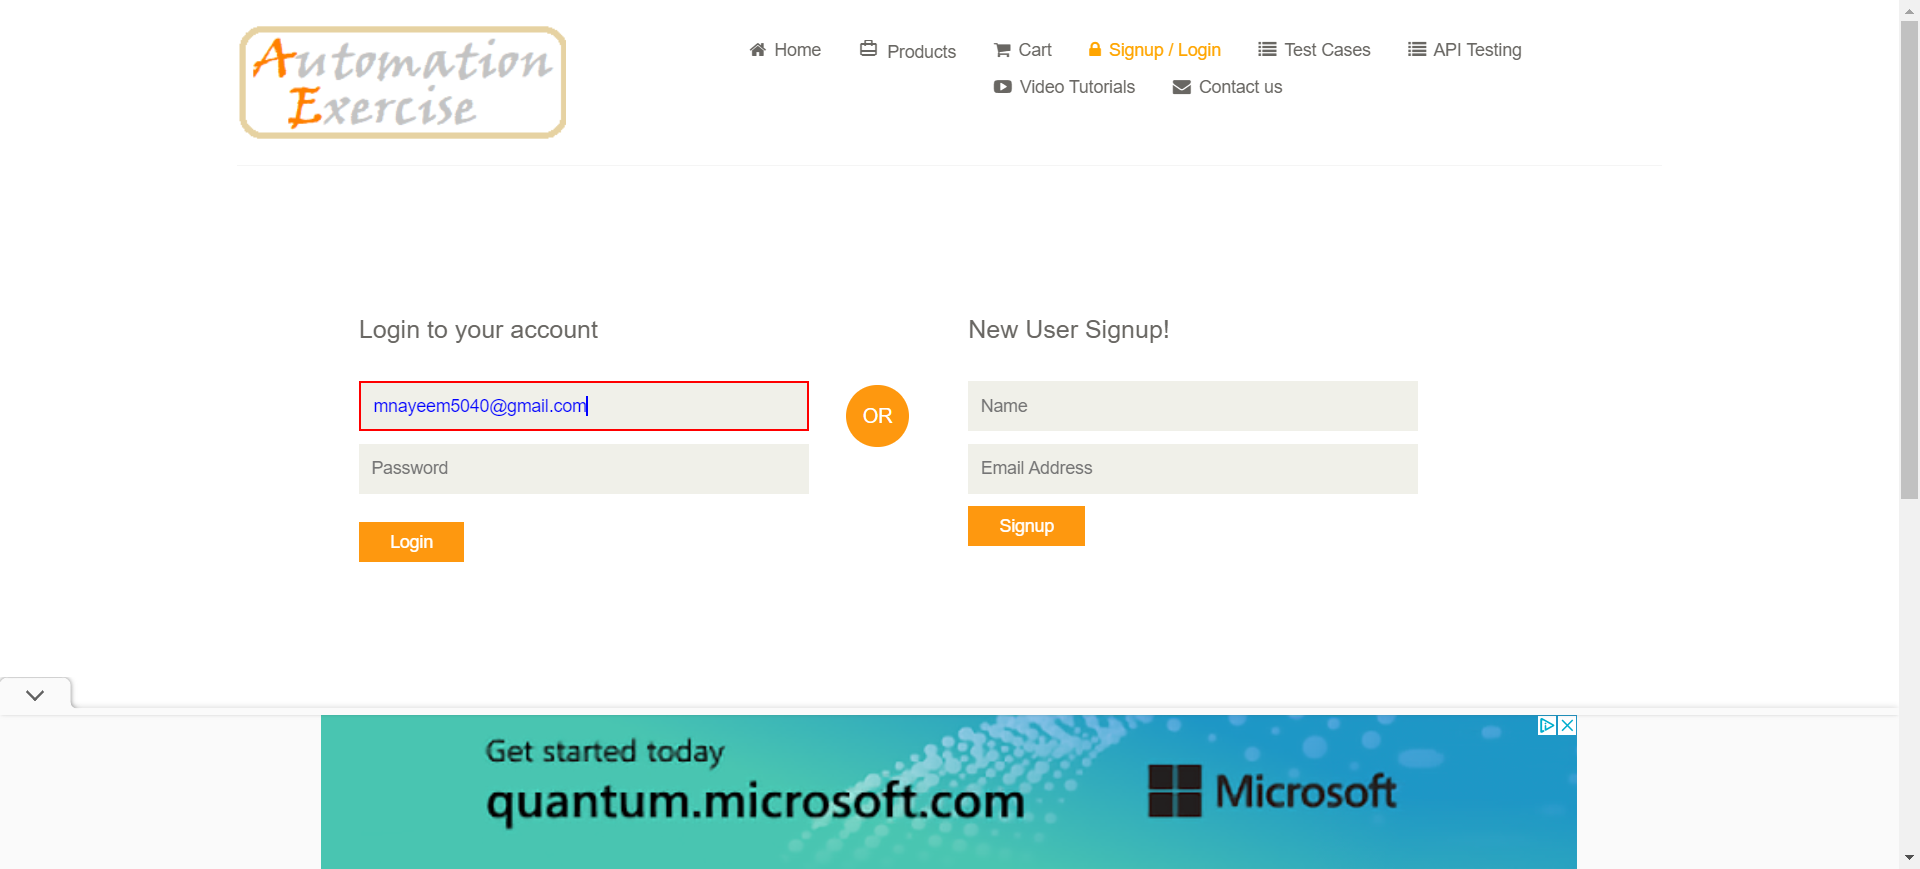 Automation
Exercise
Home
Products
Cart
Signup / Login
Test Cases
API Testing
Video Tutorials
Contact us
Login to your account
mnayeem5040@gmail.com
Password
Login
OR
New User Signup!
Name
Email Address
Signup
Get started today
quantum.microsoft.com
Microsoft